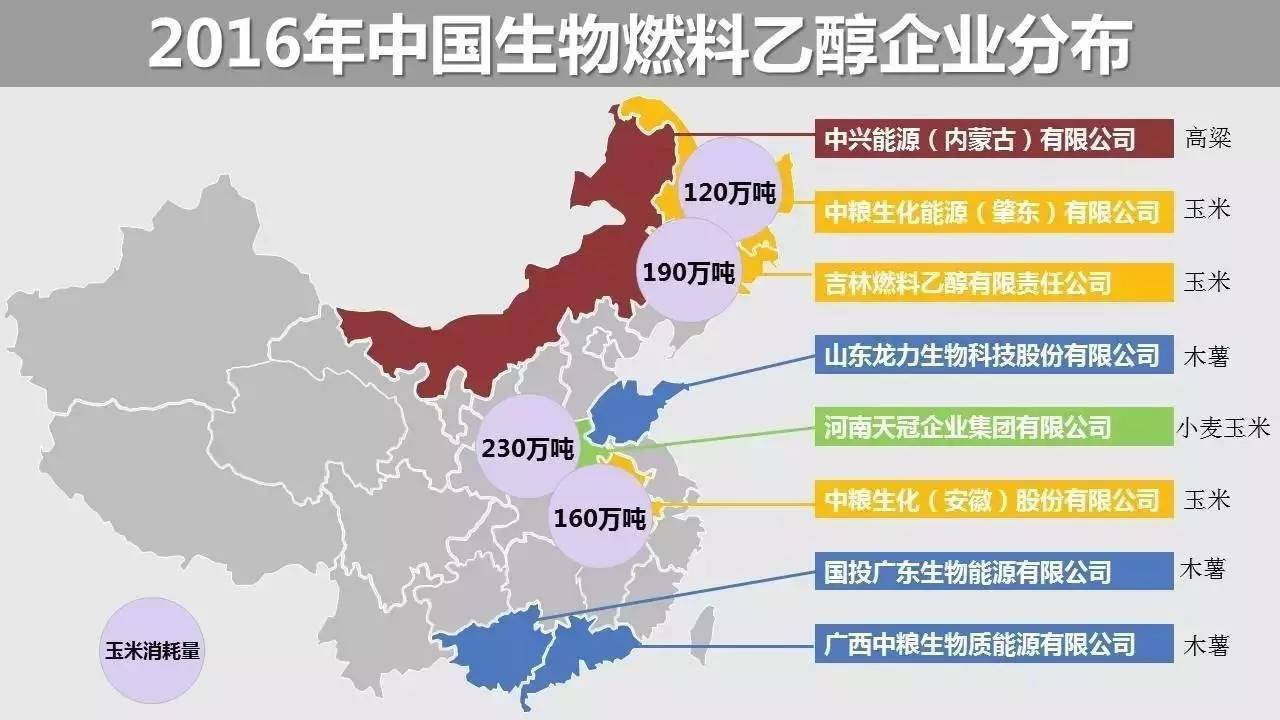 2016年中国生物燃料乙醇企业分布
中兴能源（内蒙古）有限公司 高粱
120万吨
中粮生化能源（肇东）有限公司 玉米
190万吨
吉林燃料乙醇有限责任公司 玉米
山东龙力生物科技股份有限公司 木薯
230万吨
河南天冠企业集团有限公司 小麦玉米
160万吨
中粮生化（安徽）股份有限公司 玉米
国投广东生物能源有限公司 木薯
广西中粮生物质能源有限公司 木薯
玉米消耗量